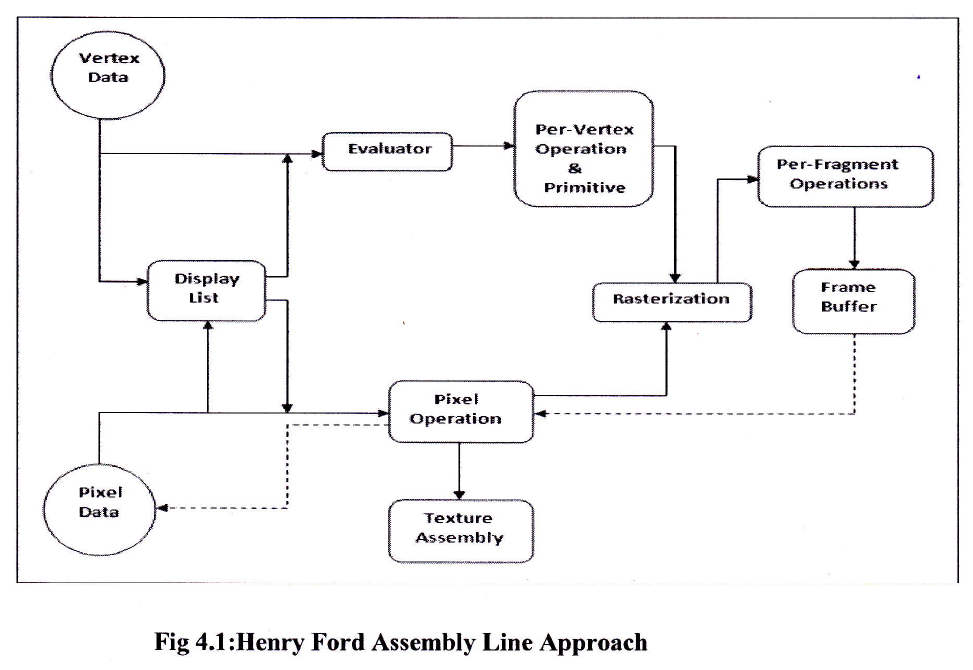 Vertex
Data
Evaluator
Per-Vertex
Operation
&
Primitive
Per-Fragment
Operations
Display
List
Rasterization
Frame
Buffer
Pixel
Operation
Pixel
Data
Texture
Assembly
Fig 4.1:Henry Ford Assembly Line Approach